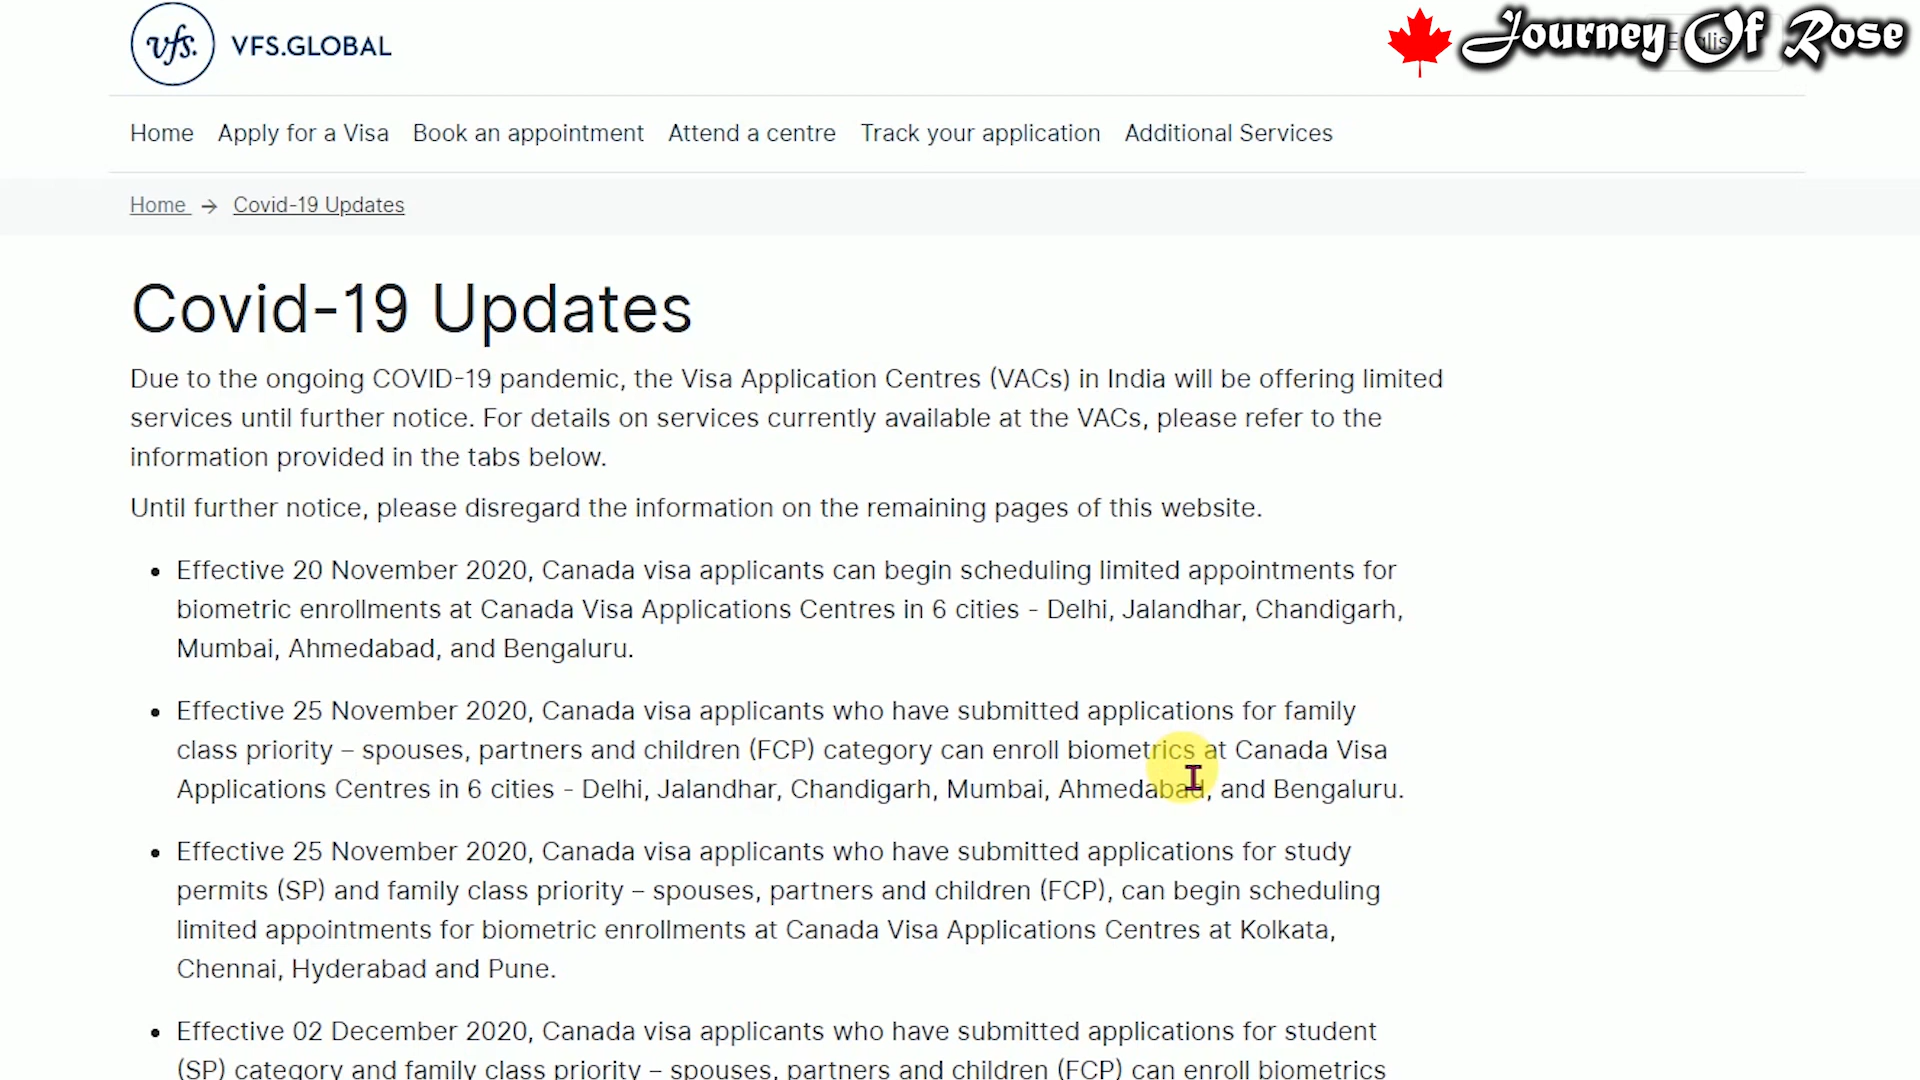 vfs. VFS.GLOBAL
Journey Of Rose
Home Apply for a Visa Book an appointment Attend a centre Track your application Additional Services
Home → Covid-19 Updates
Covid-19 Updates
Due to the ongoing COVID-19 pandemic, the Visa Application Centres (VACs) in India will be offering limited
services until further notice. For details on services currently available at the VACs, please refer to the
information provided in the tabs below.
Until further notice, please disregard the information on the remaining pages of this website.
• Effective 20 November 2020, Canada visa applicants can begin scheduling limited appointments for
biometric enrollments at Canada Visa Applications Centres in 6 cities - Delhi, Jalandhar, Chandigarh,
Mumbai, Ahmedabad, and Bengaluru.
• Effective 25 November 2020, Canada visa applicants who have submitted applications for family
class priority – spouses, partners and children (FCP) category can enroll biometrics at Canada Visa
Applications Centres in 6 cities - Delhi, Jalandhar, Chandigarh, Mumbai, Ahmedabad, and Bengaluru.
• Effective 25 November 2020, Canada visa applicants who have submitted applications for study
permits (SP) and family class priority – spouses, partners and children (FCP), can begin scheduling
limited appointments for biometric enrollments at Canada Visa Applications Centres at Kolkata,
Chennai, Hyderabad and Pune.
• Effective 02 December 2020, Canada visa applicants who have submitted applications for student
(SP) category and family class priority – spouses, partners and children (FCP) can enroll biometrics